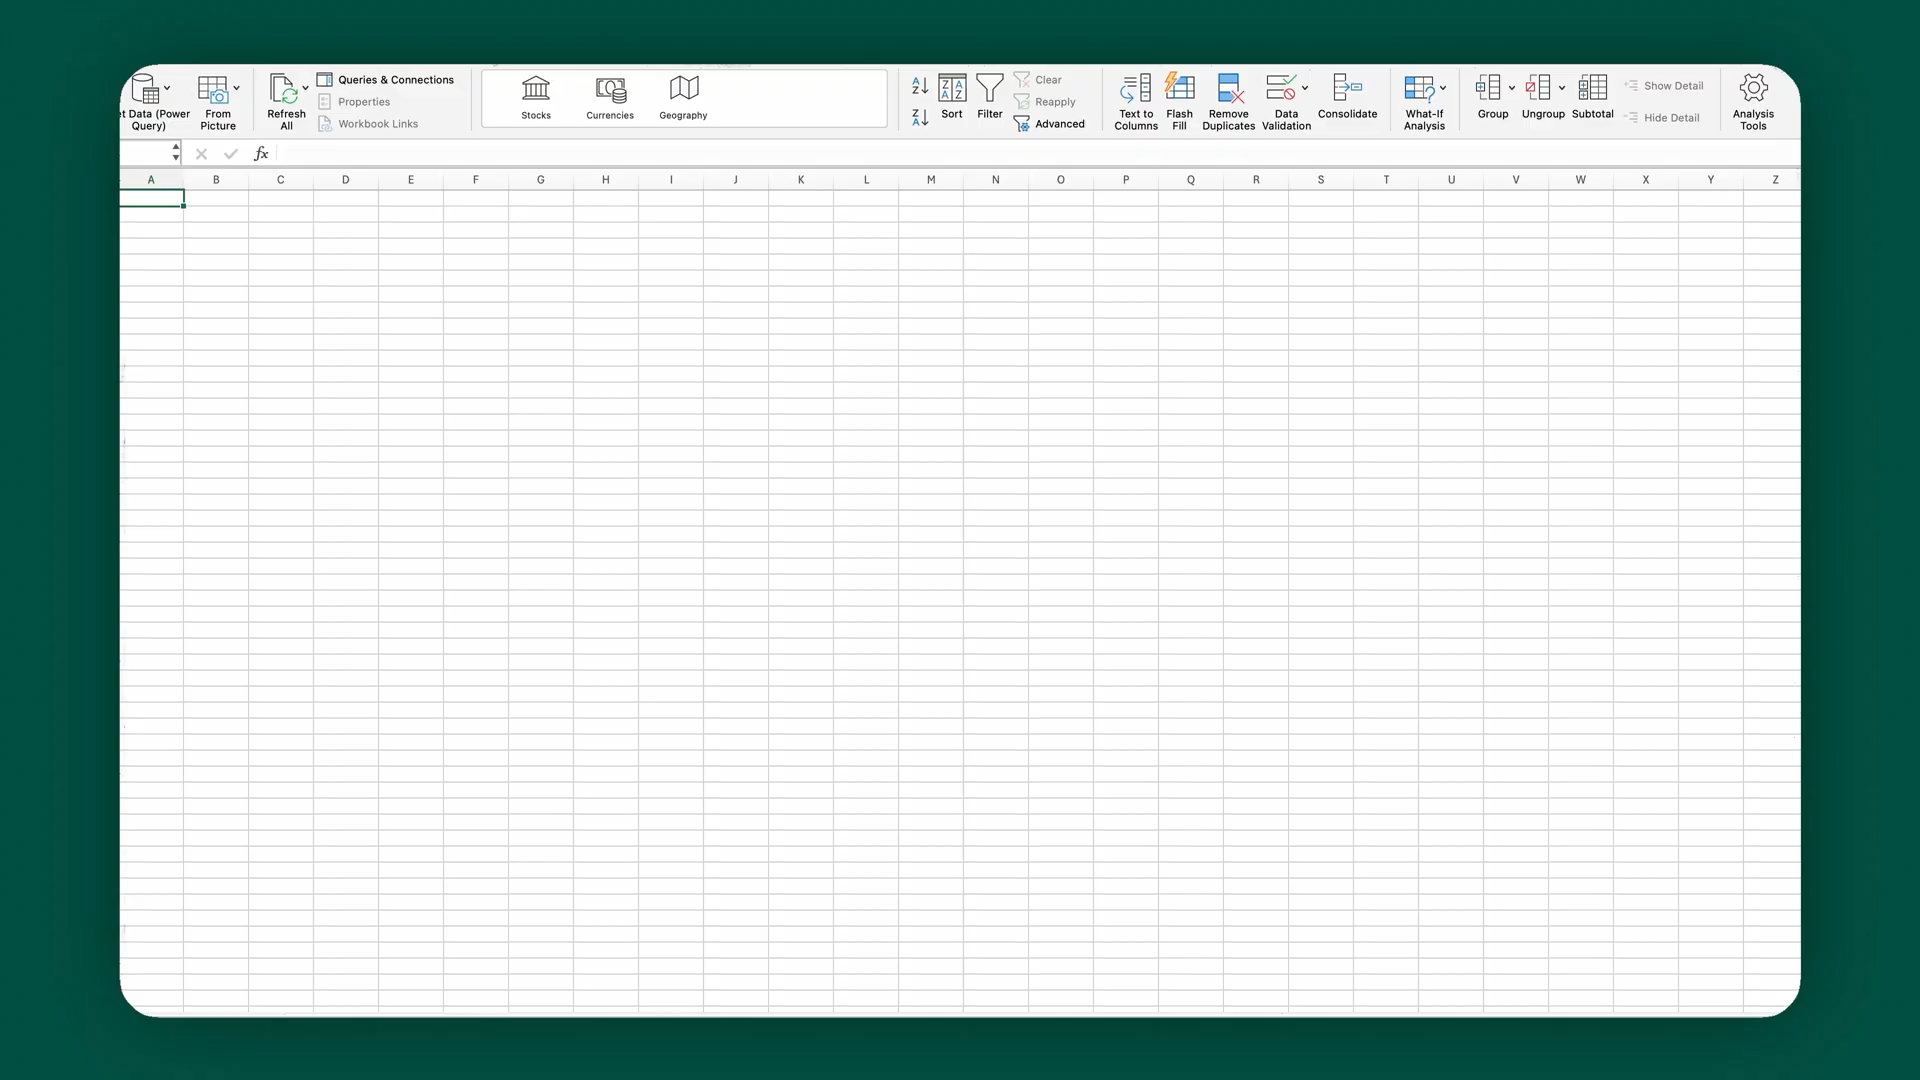 et Data (Power
Query)
From
Picture
Refresh
All
Queries & Connections
Properties
Workbook Links
Stocks
Currencies
Geography
Sort
Filter
Clear
Reapply
Advanced
Text to
Columns
Flash
Fill
Remove
Duplicates
Data
Validation
Consolidate
What-If
Analysis
Group
Ungroup
Subtotal
Show Detail
Hide Detail
Analysis
Tools
fx
A B C D E F G H I J K L M N O P Q R S T U V W X Y Z